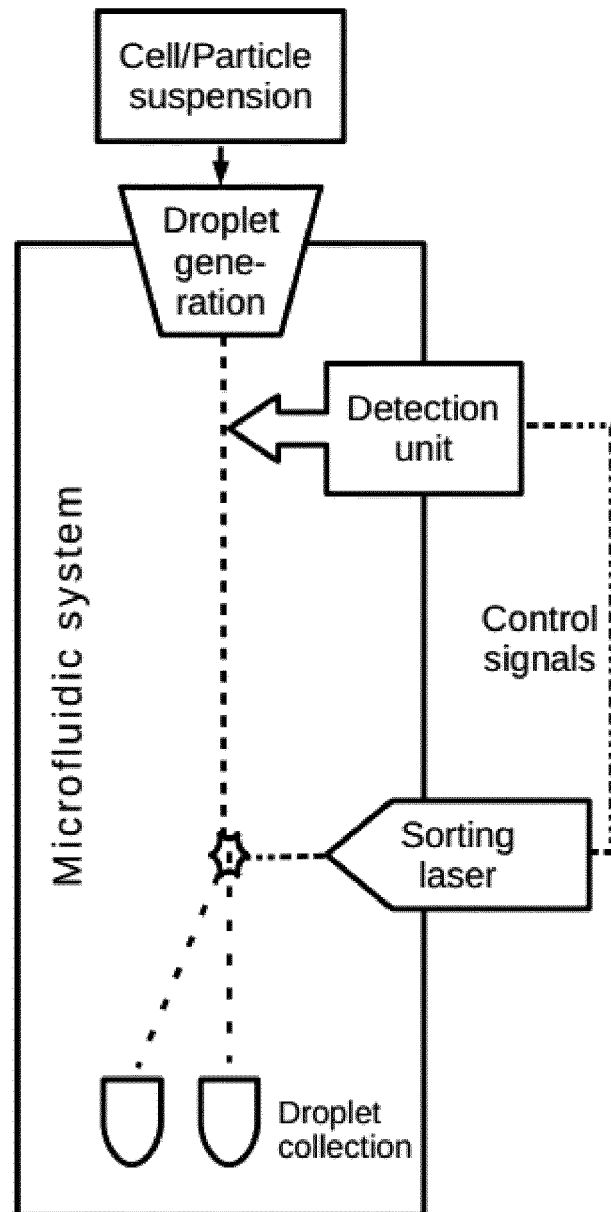 Cell/Particle
suspension
Droplet
gene-
ration
Detection
unit
Microfluidic system
Control
signals
Sorting
laser
Droplet
collection